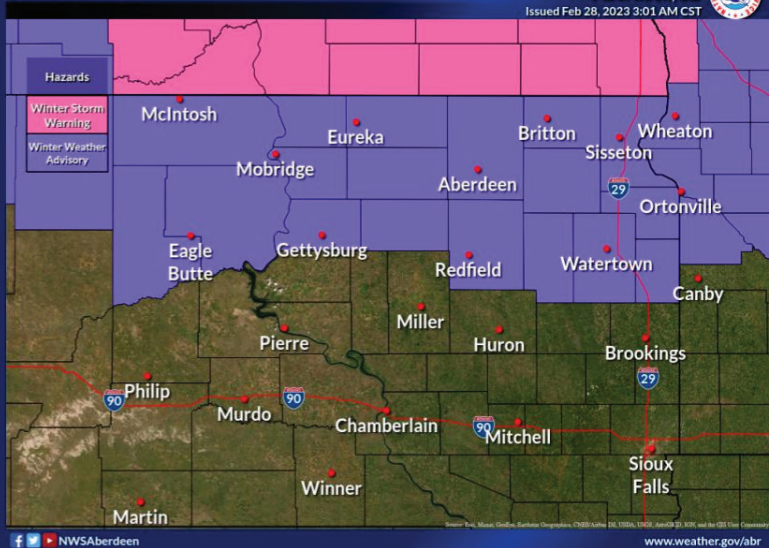 Issued Feb 28, 2023 3:01 AM CST
Hazards
Winter Storm
Warning
Winter Weather
Advisory
McIntosh
Eureka
Britton
Wheaton
Sisseton
Mobridge
Aberdeen
29
Ortonville
Eagle
Butte
Gettysburg
Redfield
Watertown
Canby
Miller
Pierre
Huron
Brookings
29
Philip
90
90
Murdo
Chamberlain
90
Mitchell
Sioux
Falls
Winner
Martin
NWSAberdeen
www.weather.gov/abr